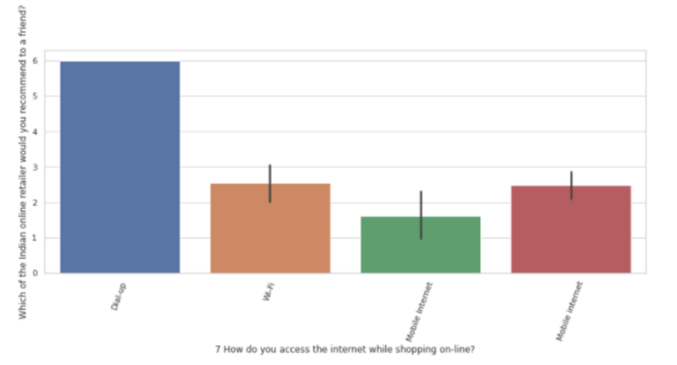 Which of the Indian online retailer would you recommend to a friend?
6
5
4
3
2
1
0
Dial-up
Wi-Fi
Mobile Internet
Mobile internet
7 How do you access the internet while shopping on-line?